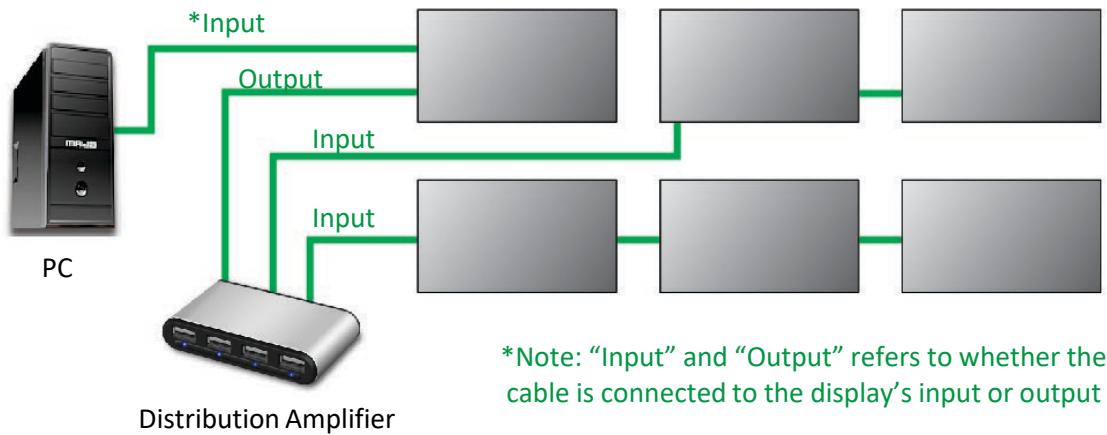 *Input
Output
Input
Input
PC
Distribution Amplifier
*Note: “Input” and “Output” refers to whether the
cable is connected to the display’s input or output